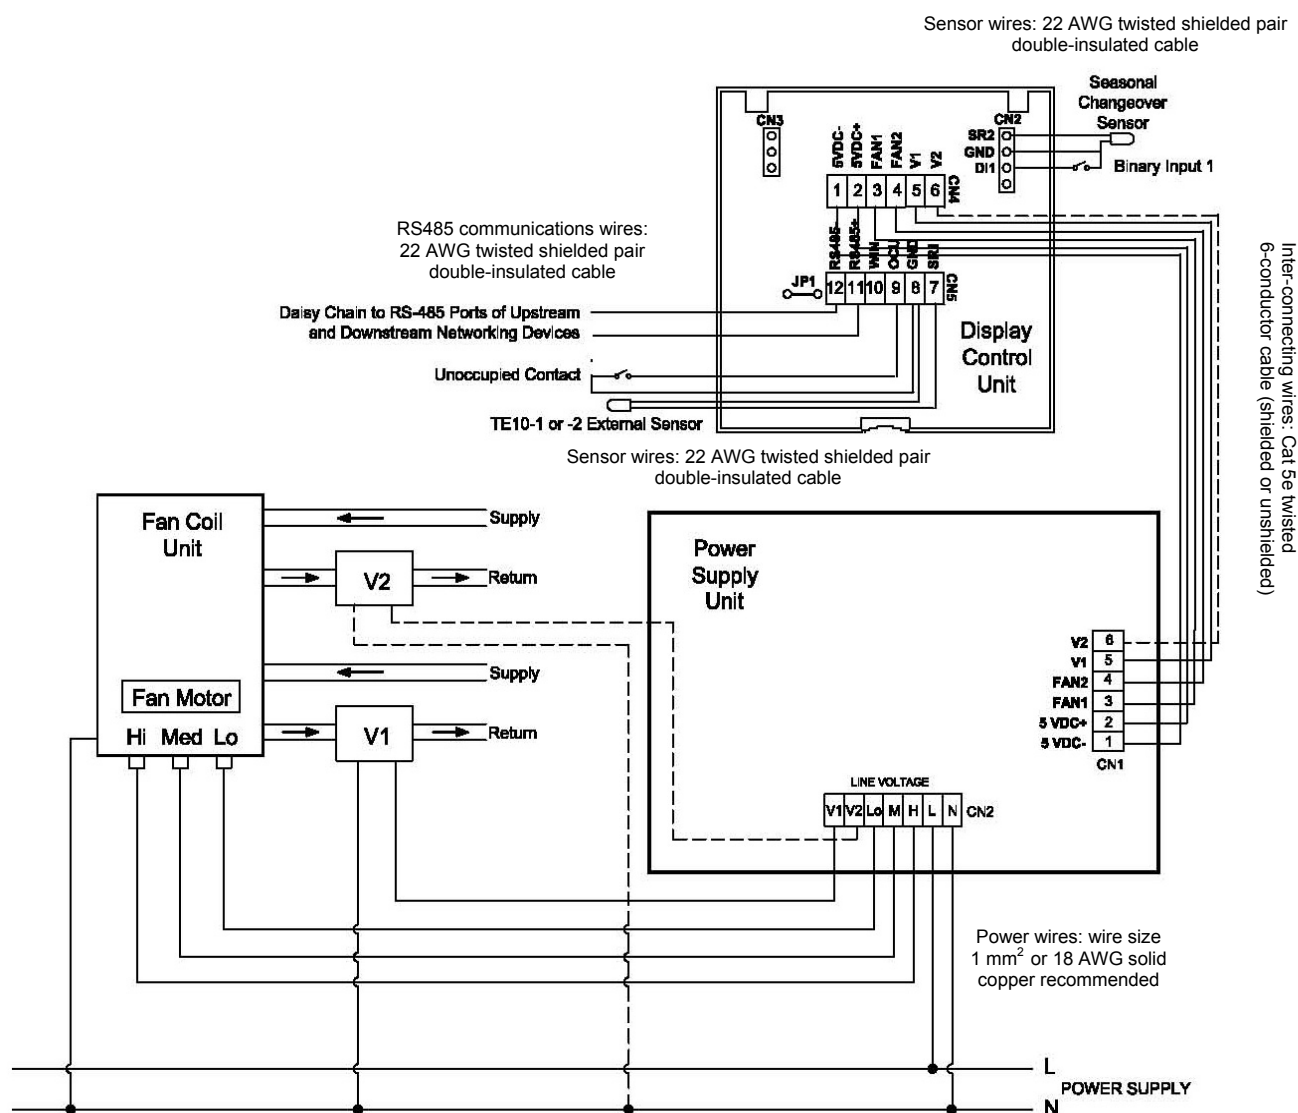 Sensor wires: 22 AWG twisted shielded pair
double-insulated cable
Seasonal
Changeover
Sensor
CN3
CN2
SR2
GND
DI1
Binary Input 1
5VDC-
5VDC+
FAN1
FAN2
V1
V2
1 2 3 4 5 6
CN4
RS485 communications wires:
22 AWG twisted shielded pair
double-insulated cable
RS485-
RS485+
WIN
OCU
GND
SR1
JP1
12 11 10 9 8 7
CN5
Daisy Chain to RS-485 Ports of Upstream
and Downstream Networking Devices
Display
Control
Unit
Unoccupied Contact
TE10-1 or -2 External Sensor
Sensor wires: 22 AWG twisted shielded pair
double-insulated cable
Inter-connecting wires: Cat 5e twisted
6-conductor cable (shielded or unshielded)
Fan Coil
Unit
Supply
V2
Return
Supply
Fan Motor
Hi Med Lo
V1
Return
Power
Supply
Unit
V2 6
V1 5
FAN2 4
FAN1 3
5 VDC+ 2
5 VDC- 1
CN1
LINE VOLTAGE
V1 V2 Lo M H L N CN2
Power wires: wire size
1 mm² or 18 AWG solid
copper recommended
L
POWER SUPPLY
N